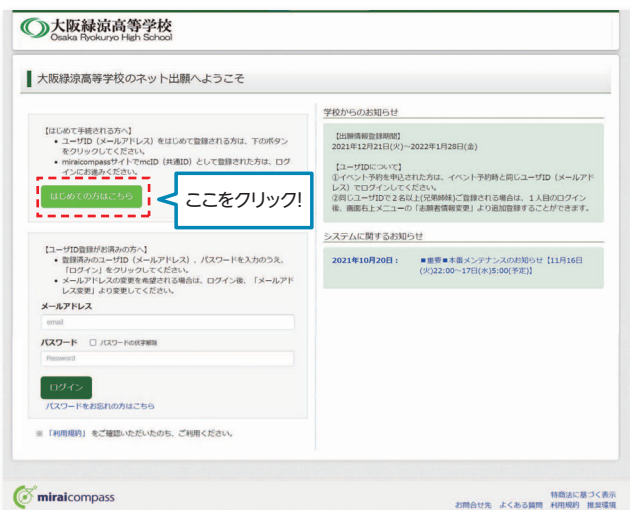 大阪緑涼高等学校
Osaka Ryokuryo High School
大阪緑涼高等学校のネット出願へようこそ
【はじめて手続される方へ】
• ユーザID（メールアドレス）をはじめて登録される方は、下のボタン
をクリックしてください。
• miraicompassサイトでmcID（共通ID）として登録された方は、ログ
インにお進みください。
はじめての方はこちら
ここをクリック!
【ユーザID登録がお済みの方へ】
• 登録済みのユーザID（メールアドレス）、パスワードを入力のうえ、
「ログイン」をクリックしてください。
• メールアドレスの変更を希望される場合は、ログイン後、「メールアド
レス変更」より変更してください。
メールアドレス
email
パスワード □ パスワードの伏字解除
Password
ログイン
パスワードをお忘れの方はこちら
※ 「利用規約」 をご確認いただいたのち、ご利用ください。
学校からのお知らせ
【出願情報登録期間】
2021年12月21日(火)～2022年1月28日(金)
【ユーザIDについて】
①イベント予約を申込された方は、イベント予約時と同じユーザID（メールアド
レス）でログインしてください。
②同じユーザIDで２名以上(兄弟姉妹)ご登録される場合は、１人目のログイン
後、画面右上メニューの「志願者情報変更」より追加登録することができます。
システムに関するお知らせ
2021年10月20日： ■重要■本番メンテナンスのお知らせ【11月16日
(火)22:00～17日(水)5:00(予定)】
miraicompass
特商法に基づく表示
お問合せ先 よくある質問 利用規約 推奨環境